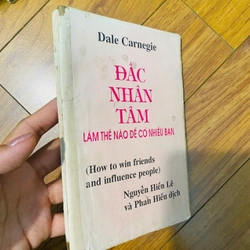 Dale Carnegie
ĐẮC
NHÂN
TÂM
LÀM THẾ NÀO ĐỂ CÓ NHIỀU BẠN
(How to win friends
and influence people)
Nguyễn Hiến Lê
và Phan Hiến dịch